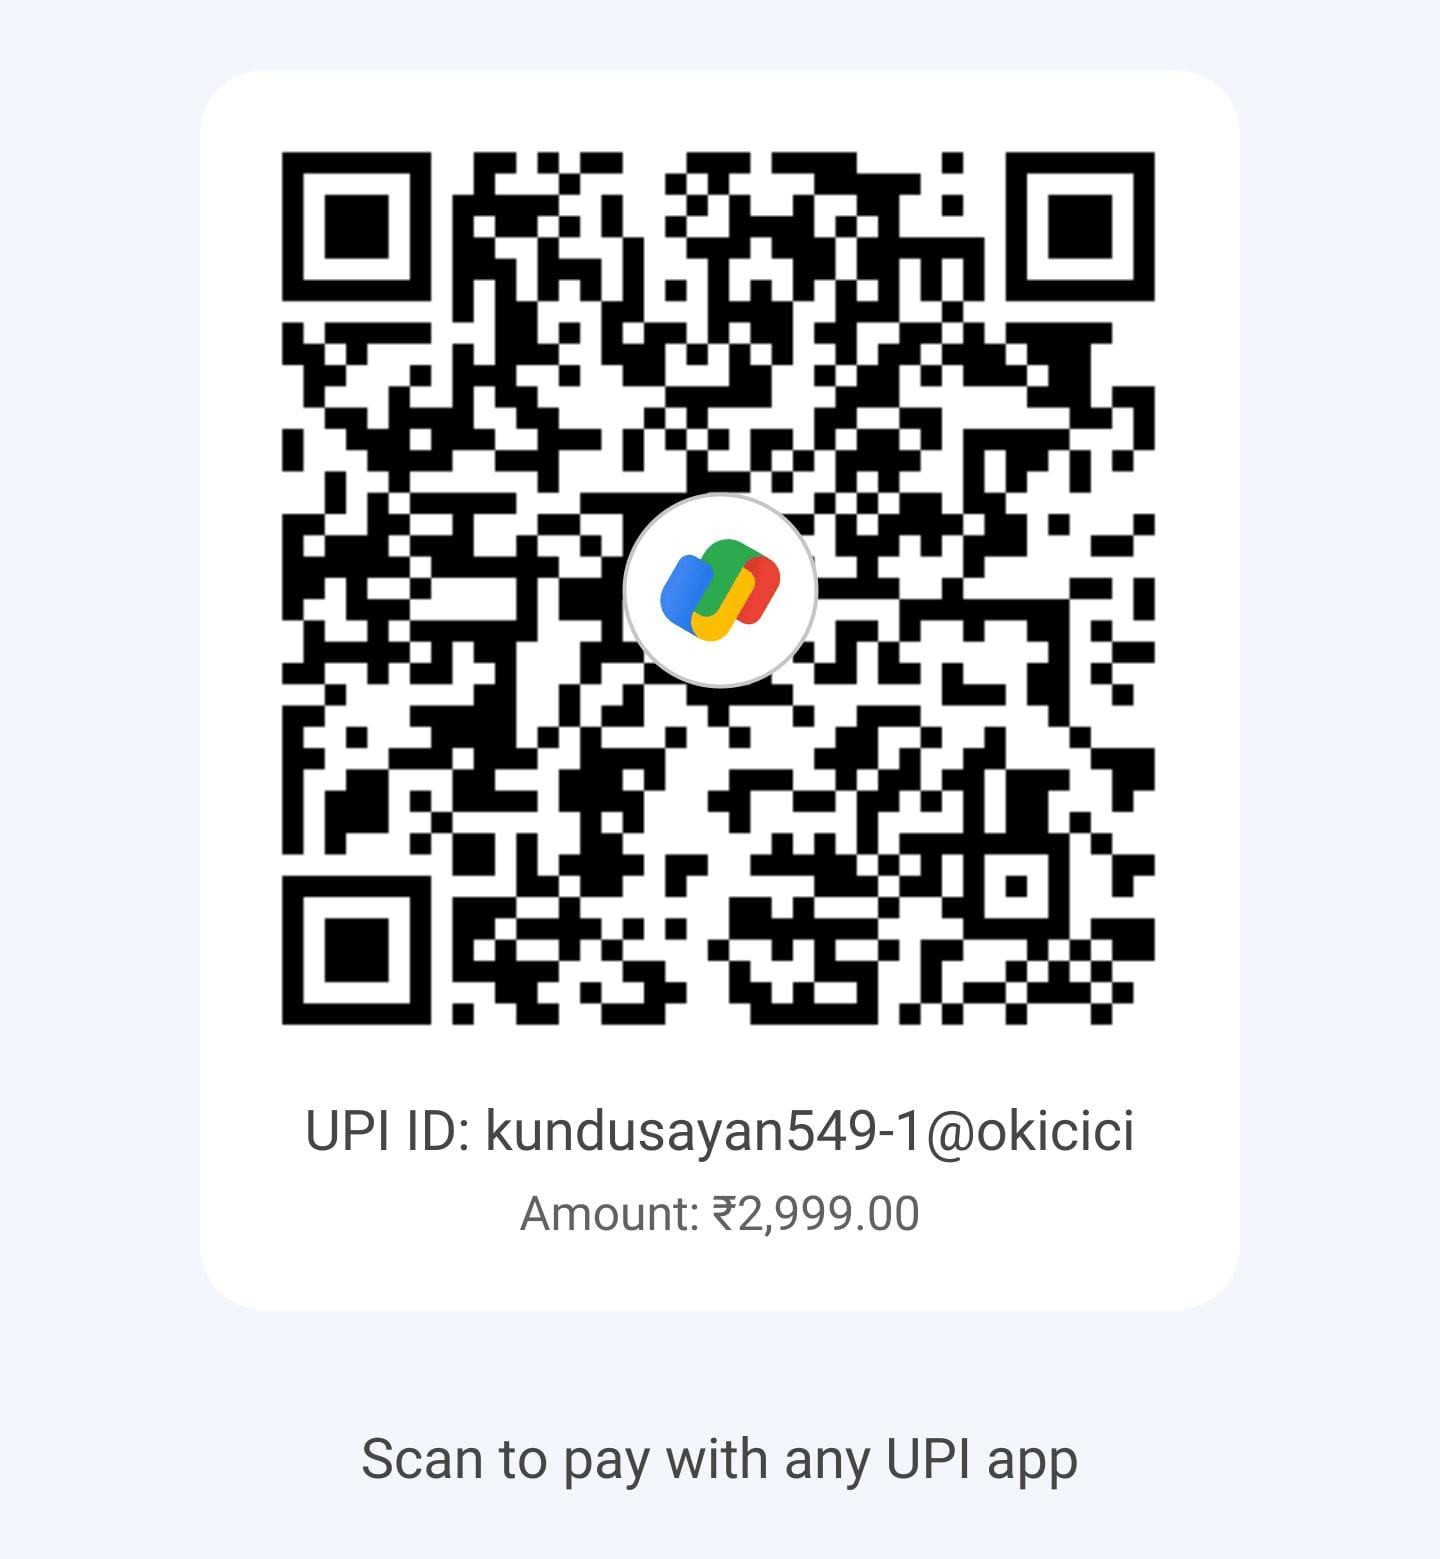 UPI ID: kundusayan549-1@okicici
Amount: ₹2,999.00
Scan to pay with any UPI app